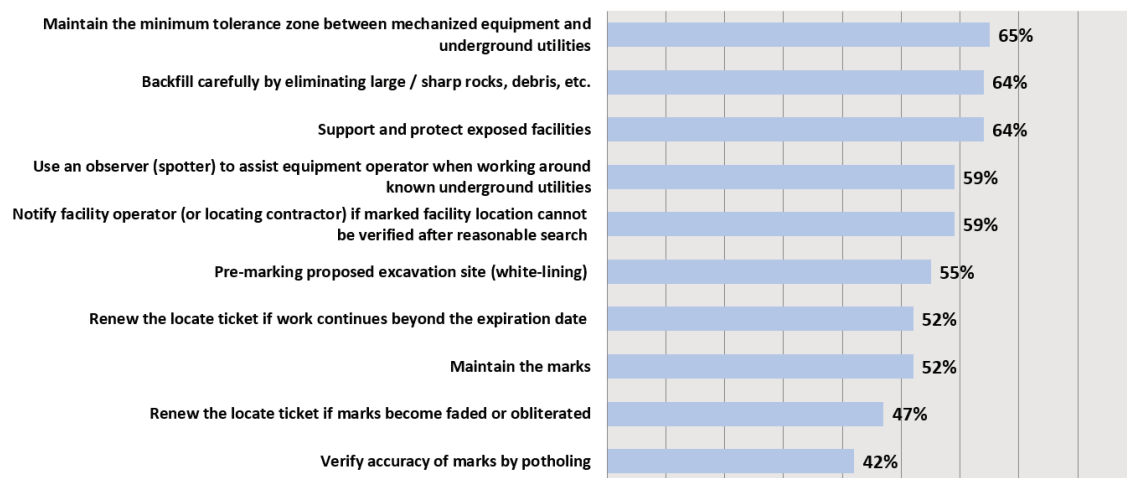 Maintain the minimum tolerance zone between mechanized equipment and
underground utilities
65%
Backfill carefully by eliminating large / sharp rocks, debris, etc.
64%
Support and protect exposed facilities
64%
Use an observer (spotter) to assist equipment operator when working around
known underground utilities
59%
Notify facility operator (or locating contractor) if marked facility location cannot
be verified after reasonable search
59%
Pre-marking proposed excavation site (white-lining)
55%
Renew the locate ticket if work continues beyond the expiration date
52%
Maintain the marks
52%
Renew the locate ticket if marks become faded or obliterated
47%
Verify accuracy of marks by potholing
42%